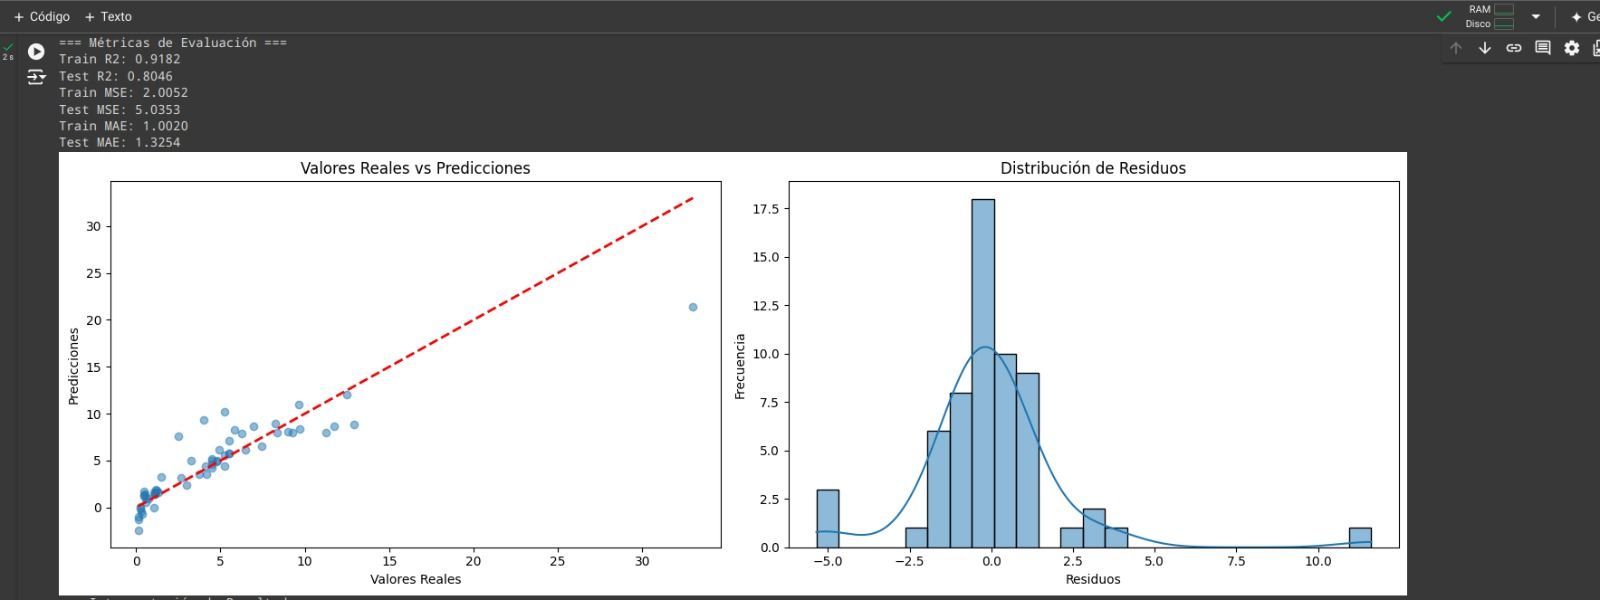 + Código + Texto
RAM
Disco
2 s
=== Métricas de Evaluación ===
Train R2: 0.9182
Test R2: 0.8046
Train MSE: 2.0052
Test MSE: 5.0353
Train MAE: 1.0020
Test MAE: 1.3254
Valores Reales vs Predicciones
30
25
20
15
10
5
0
Predicciones
0 5 10 15 20 25 30
Valores Reales
Distribución de Residuos
17.5
15.0
12.5
10.0
7.5
5.0
2.5
0.0
Frecuencia
−5.0 −2.5 0.0 2.5 5.0 7.5 10.0
Residuos